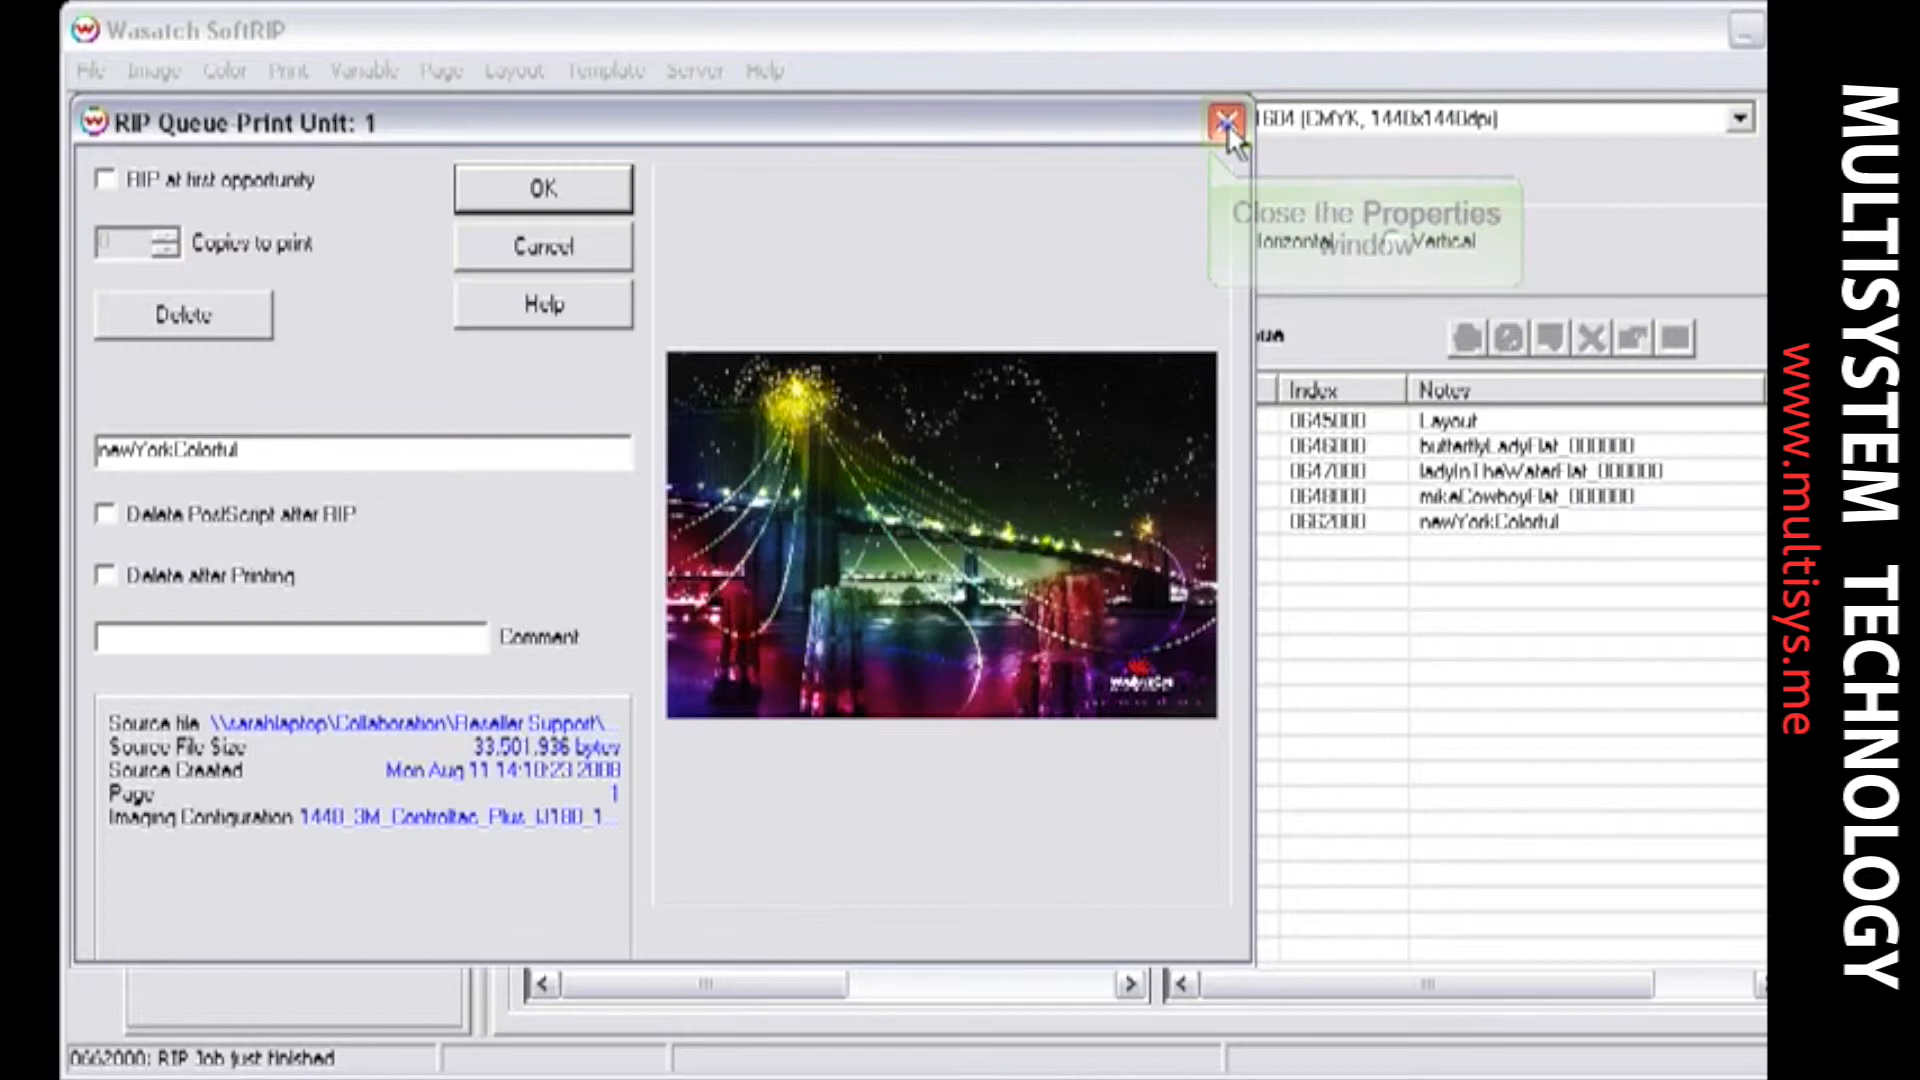 Wasatch SoftRIP
File Image Color Print Variable Page Layout Template Server Help
RIP Queue-Print Unit: 1
1604 [CMYK, 1440x1440dpi]
RIP at first opportunity
OK
Copies to print
Cancel
Delete
Help
Close the Properties
window
Horizontal Vertical
newYorkColorful
Delete PostScript after RIP
Delete after Printing
Comment
Source file \\sarahlaptop\Collaboration\Reseller Support\...
Source File Size 33,501,936 bytes
Source Created Mon Aug 11 14:10:23 2008
Page 1
Imaging Configuration 1440_3M_Controltac_Plus_IJ180_1...
wasatch
Index Notes
0645000 Layout
0646000 butterflyLadyFlat_000000
0647000 ladyInTheWaterFlat_000000
0648000 mikeCowboyFlat_000000
0662000 newYorkColorful
0662000: RIP Job just finished
MULTISYSTEM TECHNOLOGY
www.multisys.me